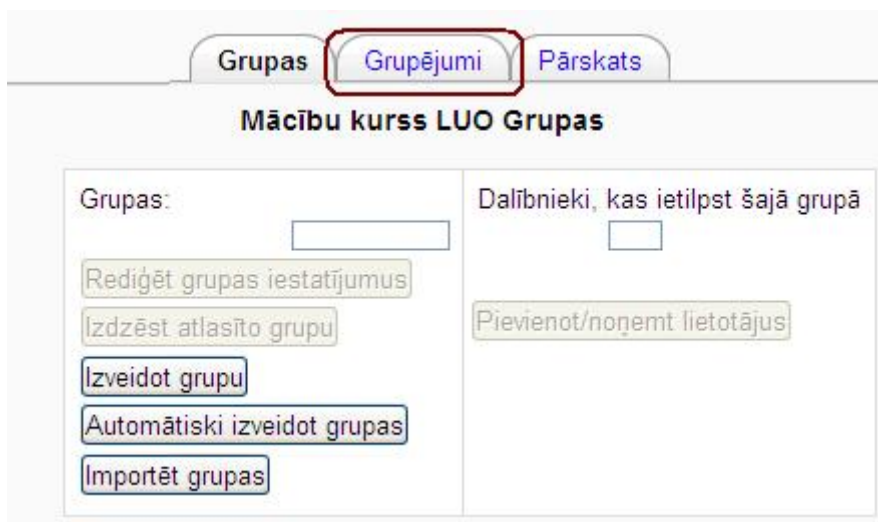 Grupas Grupējumi Pārskats
Mācību kurss LUO Grupas
Grupas:
Dalībnieki, kas ietilpst šajā grupā
Rediģēt grupas iestatījumus
Izdzēst atlasīto grupu
Pievienot/noņemt lietotājus
Izveidot grupu
Automātiski izveidot grupas
Importēt grupas